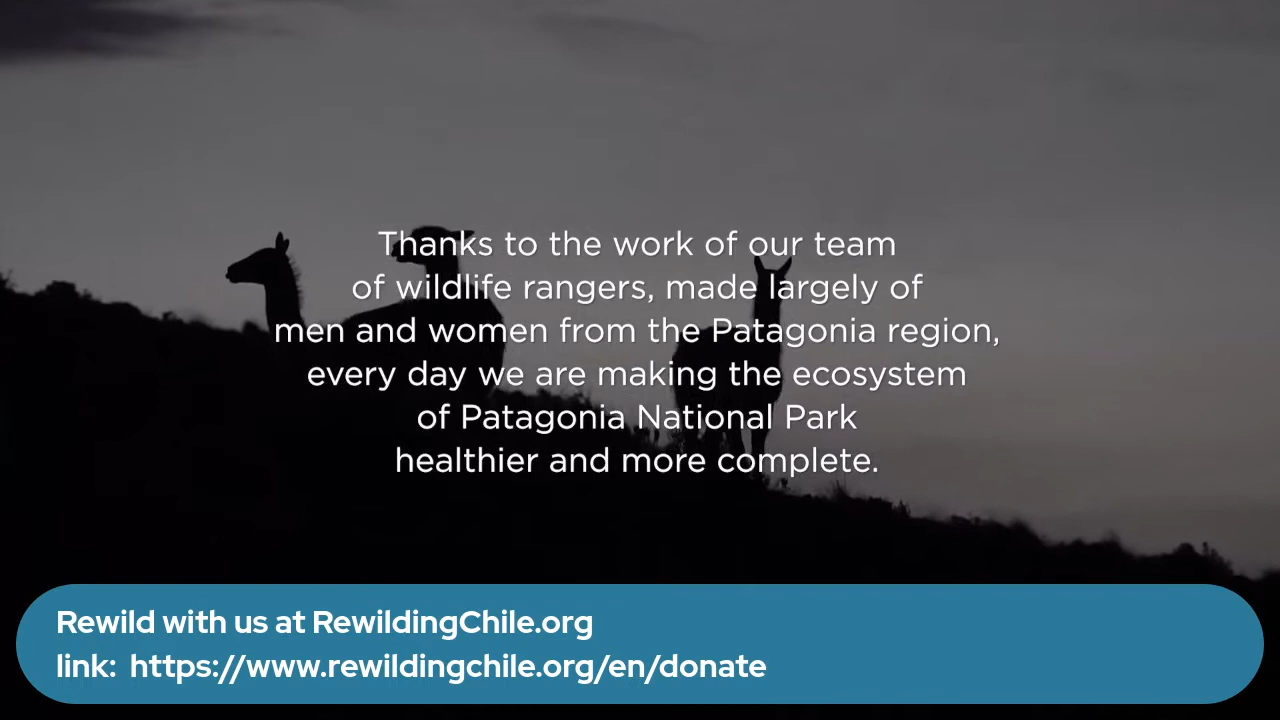 Thanks to the work of our team
of wildlife rangers, made largely of
men and women from the Patagonia region,
every day we are making the ecosystem
of Patagonia National Park
healthier and more complete.
Rewild with us at RewildingChile.org
link: https://www.rewildingchile.org/en/donate